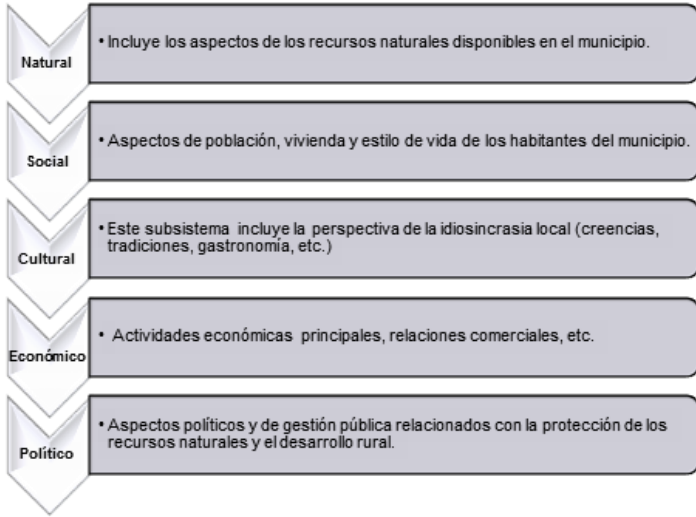 Natural
• Incluye los aspectos de los recursos naturales disponibles en el municipio.
Social
• Aspectos de población, vivienda y estilo de vida de los habitantes del municipio.
Cultural
• Este subsistema incluye la perspectiva de la idiosincrasia local (creencias,
tradiciones, gastronomía, etc.)
Económico
• Actividades económicas principales, relaciones comerciales, etc.
Político
• Aspectos políticos y de gestión pública relacionados con la protección de los
recursos naturales y el desarrollo rural.